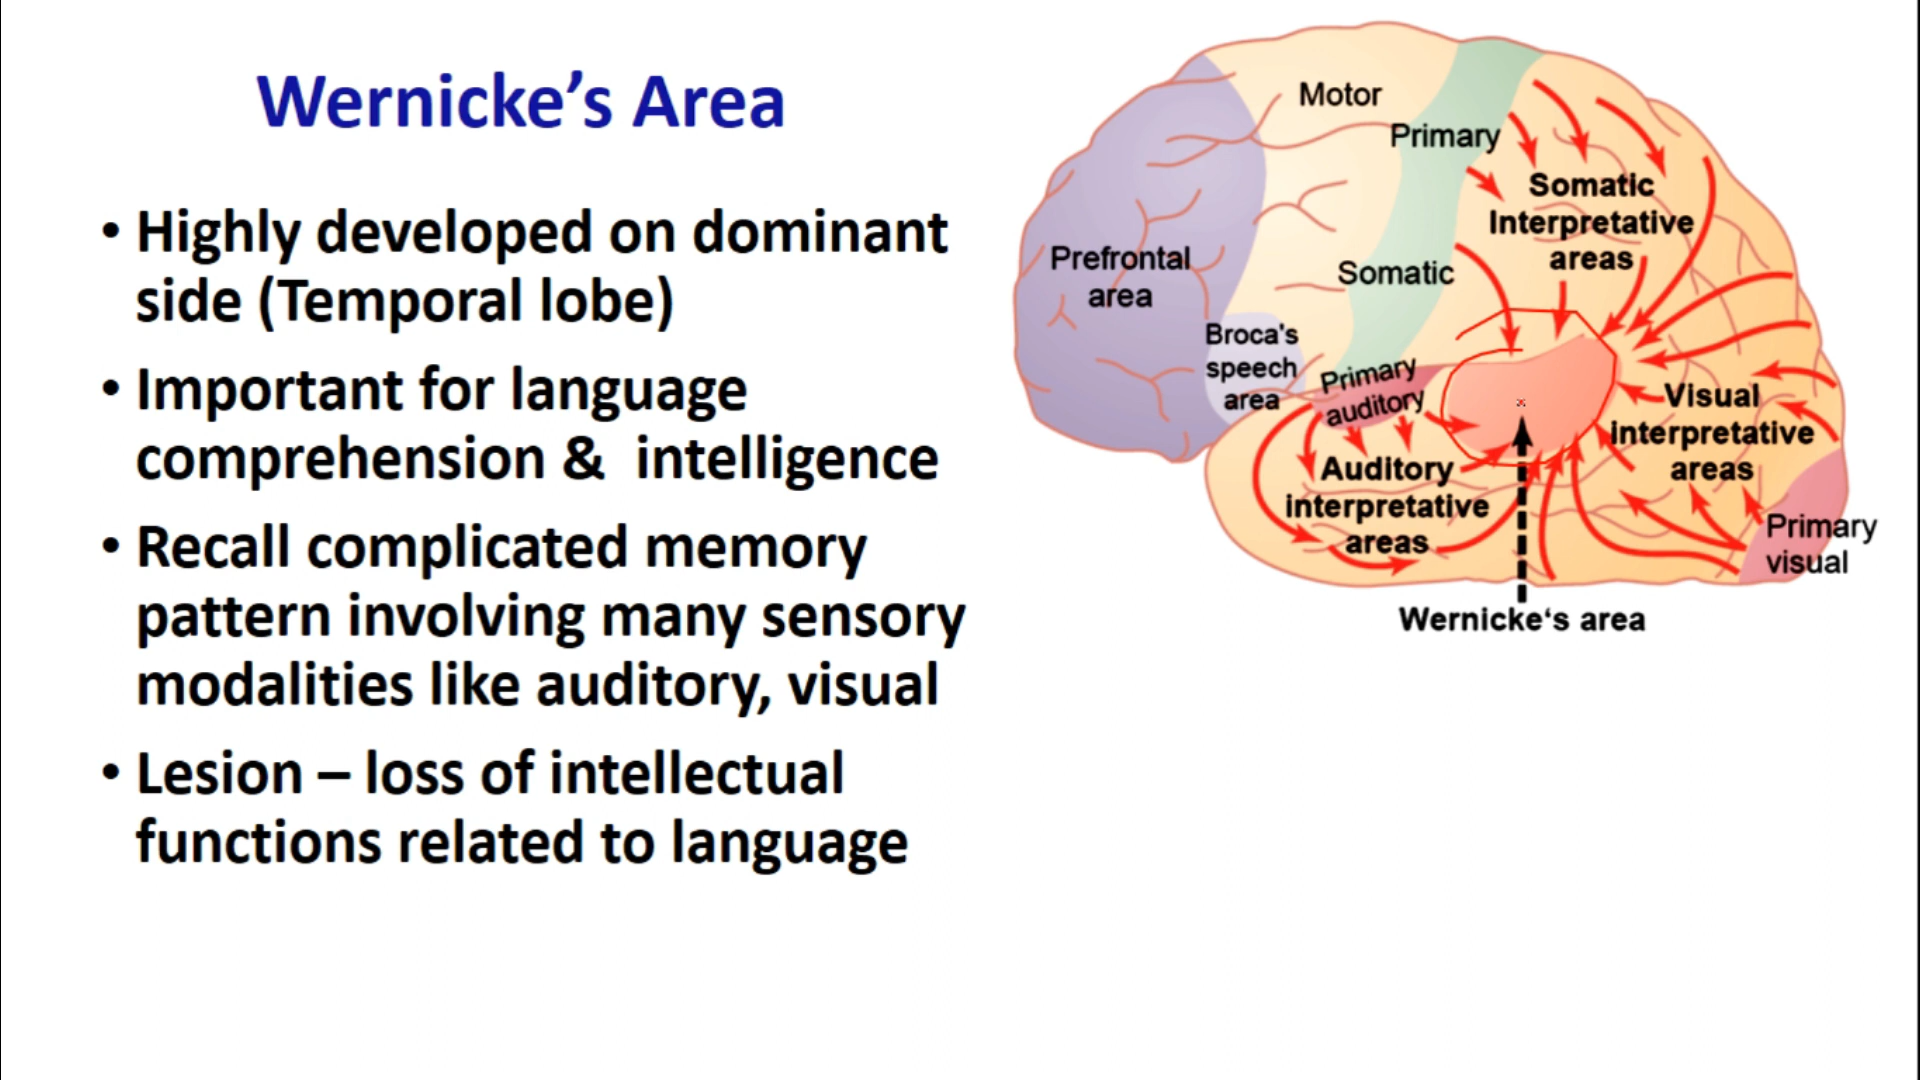 Wernicke’s Area
• Highly developed on dominant
side (Temporal lobe)
• Important for language
comprehension & intelligence
• Recall complicated memory
pattern involving many sensory
modalities like auditory, visual
• Lesion – loss of intellectual
functions related to language
Motor
Primary
Somatic
Interpretative
areas
Prefrontal
area
Somatic
Broca's
speech
area
Primary
auditory
Visual
interpretative
areas
Auditory
interpretative
areas
Primary
visual
Wernicke‘s area